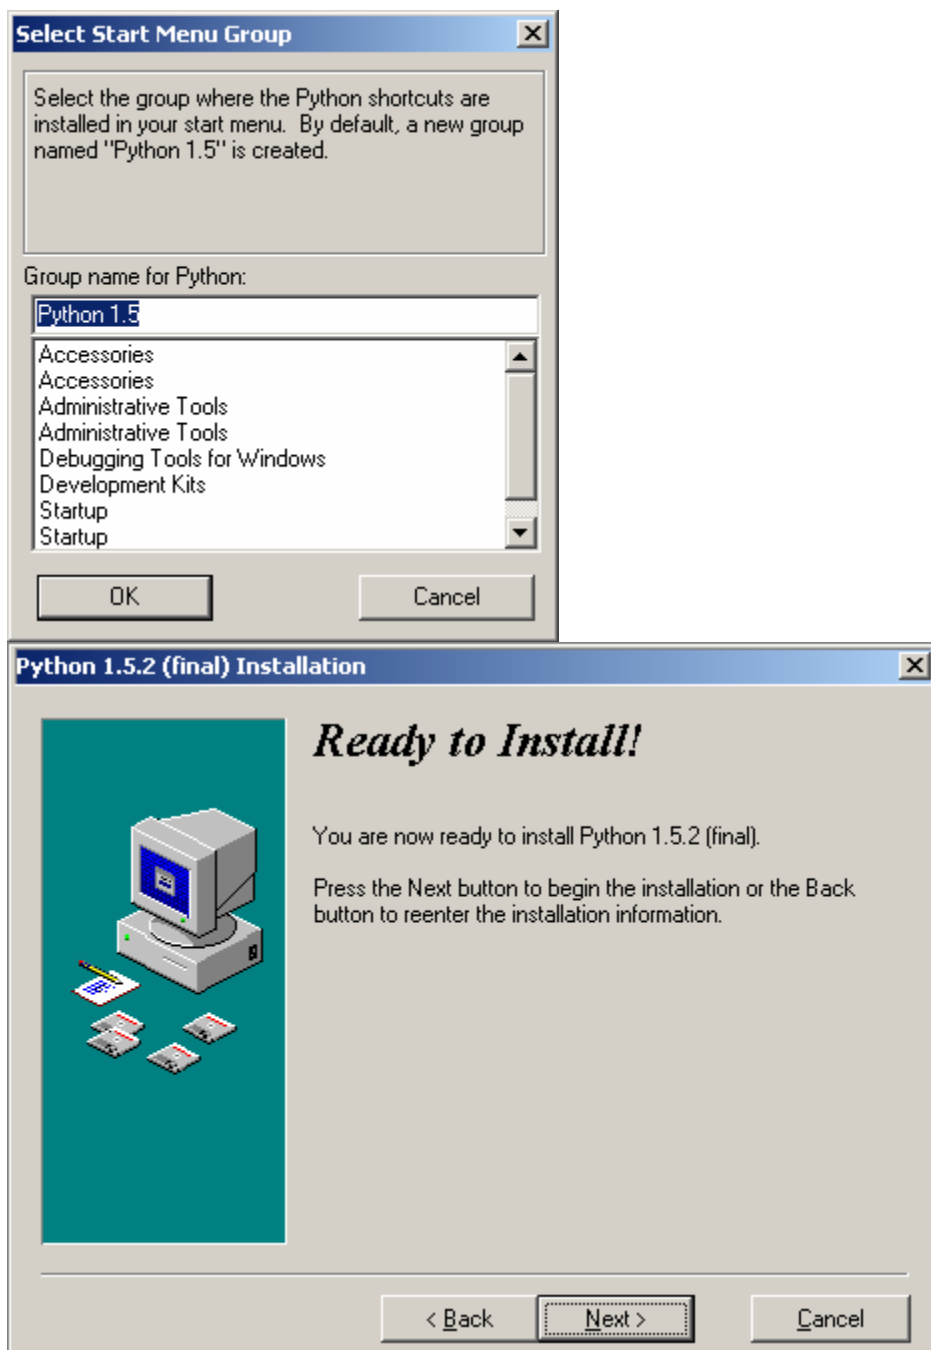 Select Start Menu Group
Select the group where the Python shortcuts are
installed in your start menu.  By default, a new group
named "Python 1.5" is created.
Group name for Python:
Python 1.5
Accessories
Accessories
Administrative Tools
Administrative Tools
Debugging Tools for Windows
Development Kits
Startup
Startup
OK
Cancel
Python 1.5.2 (final) Installation
Ready to Install!
You are now ready to install Python 1.5.2 (final).
Press the Next button to begin the installation or the Back
button to reenter the installation information.
< Back
Next >
Cancel